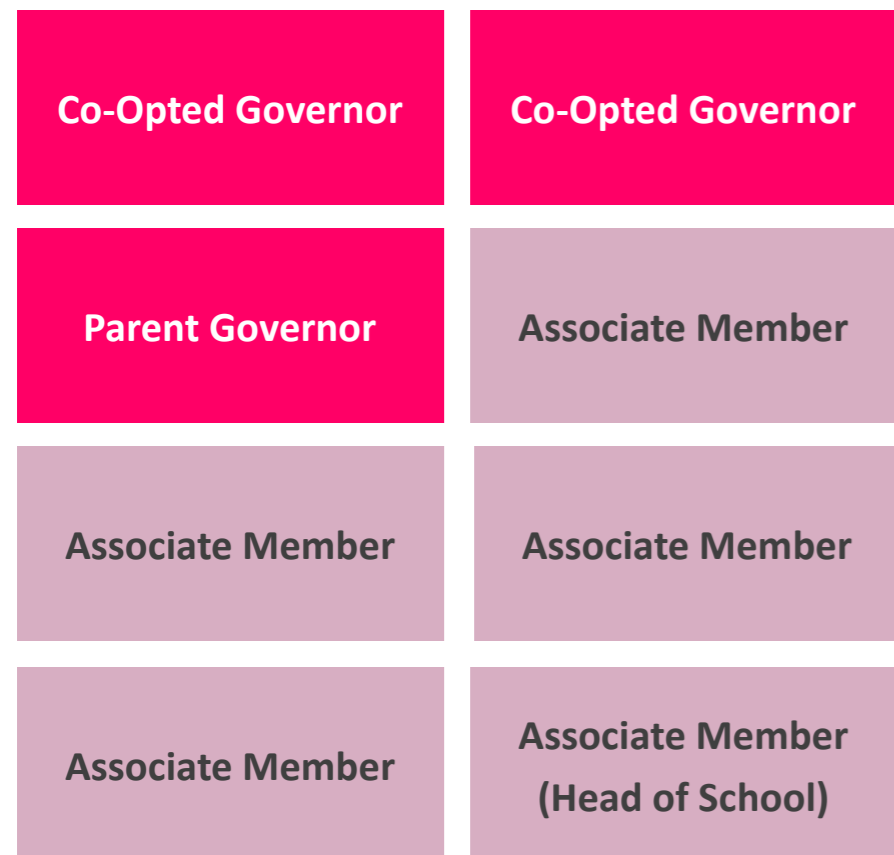 Co-Opted Governor
Co-Opted Governor
Parent Governor
Associate Member
Associate Member
Associate Member
Associate Member
Associate Member
(Head of School)